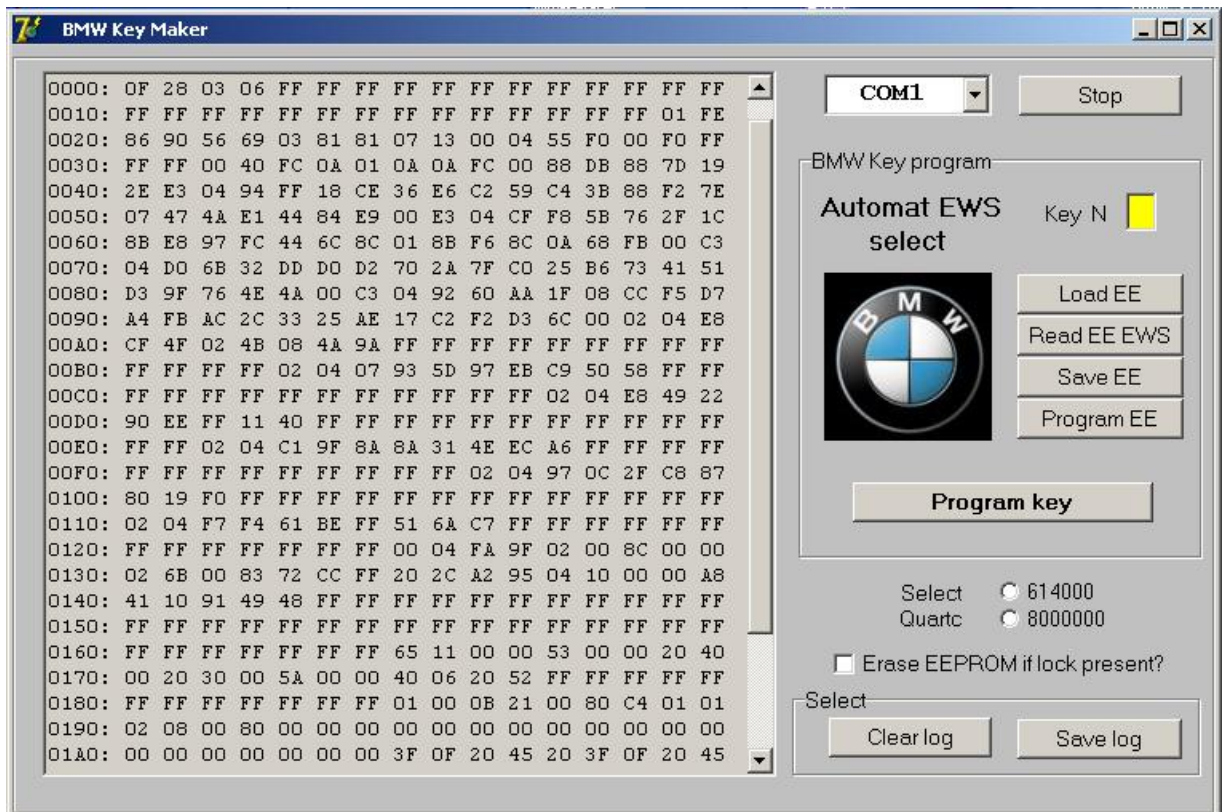 BMW Key Maker
0000: 0F 28 03 06 FF FF FF FF FF FF FF FF FF FF FF FF
0010: FF FF FF FF FF FF FF FF FF FF FF FF FF FF 01 FE
0020: 86 90 56 69 03 81 81 07 13 00 04 55 F0 00 F0 FF
0030: FF FF 00 40 FC 0A 01 0A 0A FC 00 88 DB 88 7D 19
0040: 2E E3 04 94 FF 18 CE 36 E6 C2 59 C4 3B 88 F2 7E
0050: 07 47 4A E1 44 84 E9 00 E3 04 CF F8 5B 76 2F 1C
0060: 8B E8 97 FC 44 6C 8C 01 8B F6 8C 0A 68 FB 00 C3
0070: 04 D0 6B 32 DD D0 D2 70 2A 7F C0 25 B6 73 41 51
0080: D3 9F 76 4E 4A 00 C3 04 92 60 AA 1F 08 CC F5 D7
0090: A4 FB AC 2C 33 25 AE 17 C2 F2 D3 6C 00 02 04 E8
00A0: CF 4F 02 4B 08 4A 9A FF FF FF FF FF FF FF FF FF
00B0: FF FF FF FF 02 04 07 93 5D 97 EB C9 50 58 FF FF
00C0: FF FF FF FF FF FF FF FF FF FF FF 02 04 E8 49 22
00D0: 90 EE FF 11 40 FF FF FF FF FF FF FF FF FF FF FF
00E0: FF FF 02 04 C1 9F 8A 8A 31 4E EC A6 FF FF FF FF
00F0: FF FF FF FF FF FF FF FF FF 02 04 97 0C 2F C8 87
0100: 80 19 F0 FF FF FF FF FF FF FF FF FF FF FF FF FF
0110: 02 04 F7 F4 61 BE FF 51 6A C7 FF FF FF FF FF FF
0120: FF FF FF FF FF FF FF 00 04 FA 9F 02 00 8C 00 00
0130: 02 6B 00 83 72 CC FF 20 2C A2 95 04 10 00 00 A8
0140: 41 10 91 49 48 FF FF FF FF FF FF FF FF FF FF FF
0150: FF FF FF FF FF FF FF FF FF FF FF FF FF FF FF FF
0160: FF FF FF FF FF FF FF 65 11 00 00 53 00 00 20 40
0170: 00 20 30 00 5A 00 00 40 06 20 52 FF FF FF FF FF
0180: FF FF FF FF FF FF FF 01 00 0B 21 00 80 C4 01 01
0190: 02 08 00 80 00 00 00 00 00 00 00 00 00 00 00 00
01A0: 00 00 00 00 00 00 00 3F 0F 20 45 20 3F 0F 20 45
COM1
Stop
BMW Key program
Automat EWS
select
Key N
BMW
Load EE
Read EE EWS
Save EE
Program EE
Program key
Select
Quartc
614000
8000000
Erase EEPROM if lock present?
Select
Clear log
Save log